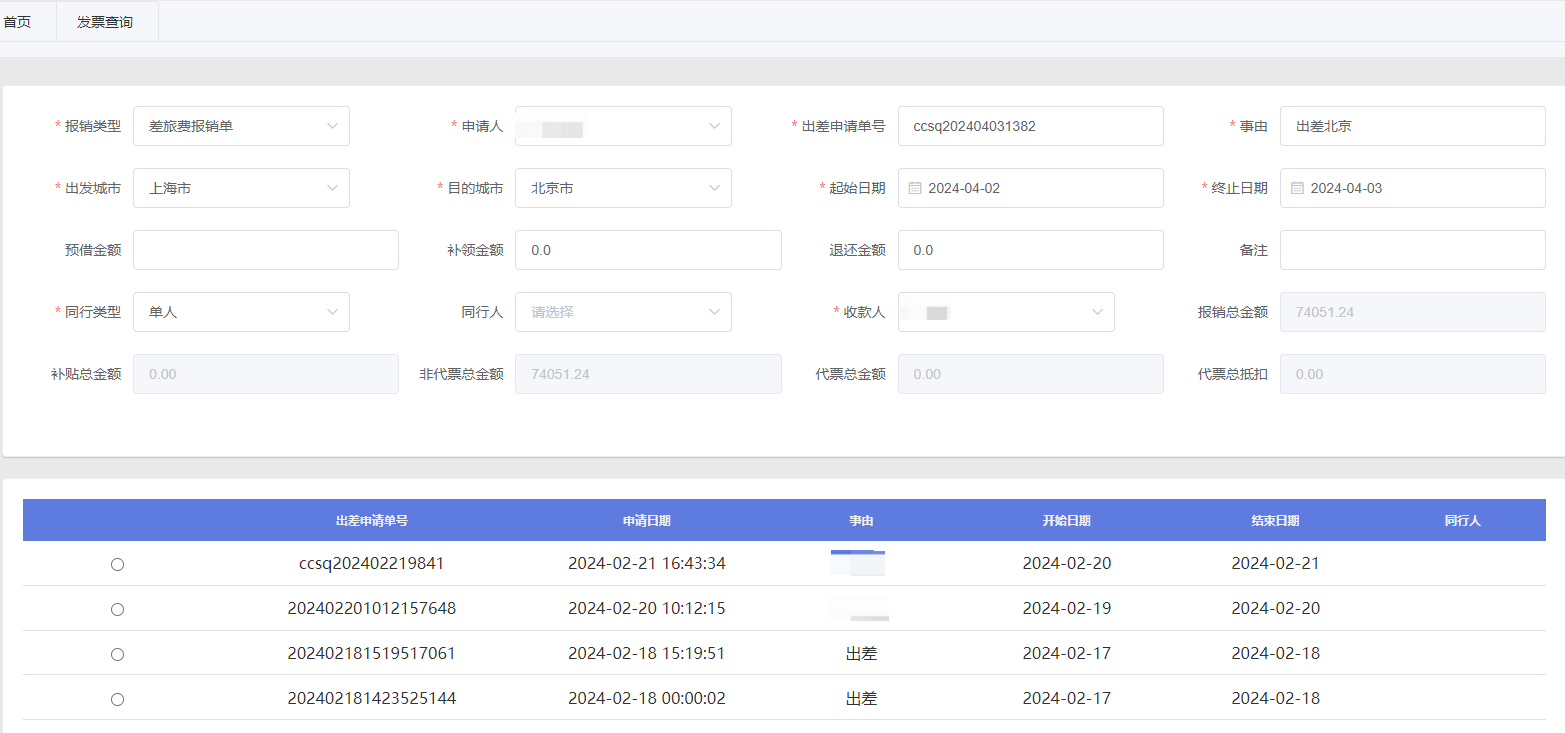 首页 发票查询
* 报销类型 差旅费报销单 * 申请人 * 出差申请单号 ccsq202404031382 * 事由 出差北京
* 出发城市 上海市 * 目的城市 北京市 * 起始日期 2024-04-02 * 终止日期 2024-04-03
预借金额 补领金额 0.0 退还金额 0.0 备注
* 同行类型 单人 同行人 请选择 * 收款人 报销总金额 74051.24
补贴总金额 0.00 非代票总金额 74051.24 代票总金额 0.00 代票总抵扣 0.00
出差申请单号 申请日期 事由 开始日期 结束日期 同行人
ccsq202402219841 2024-02-21 16:43:34 2024-02-20 2024-02-21
202402201012157648 2024-02-20 10:12:15 2024-02-19 2024-02-20
202402181519517061 2024-02-18 15:19:51 出差 2024-02-17 2024-02-18
202402181423525144 2024-02-18 00:00:02 出差 2024-02-17 2024-02-18